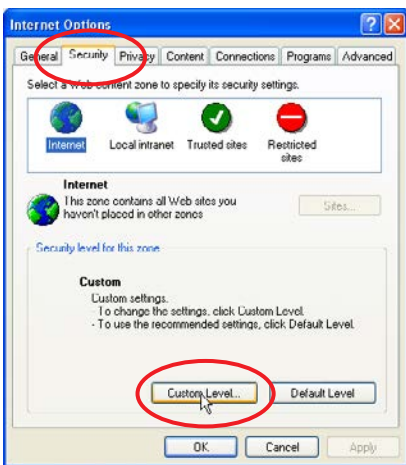 Internet Options
General Security Privacy Content Connections Programs Advanced
Select a Web content zone to specify its security settings.
Internet Local intranet Trusted sites Restricted
sites
Internet
This zone contains all Web sites you
haven't placed in other zones
Sites...
Security level for this zone
Custom
Custom settings.
- To change the settings, click Custom Level.
- To use the recommended settings, click Default Level.
Custom Level... Default Level
OK Cancel Apply